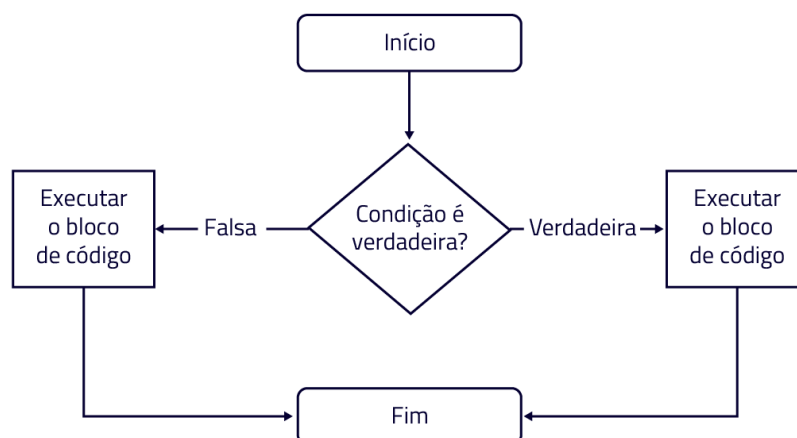 Início
Condição é
verdadeira?
Falsa
Verdadeira
Executar
o bloco
de código
Executar
o bloco
de código
Fim